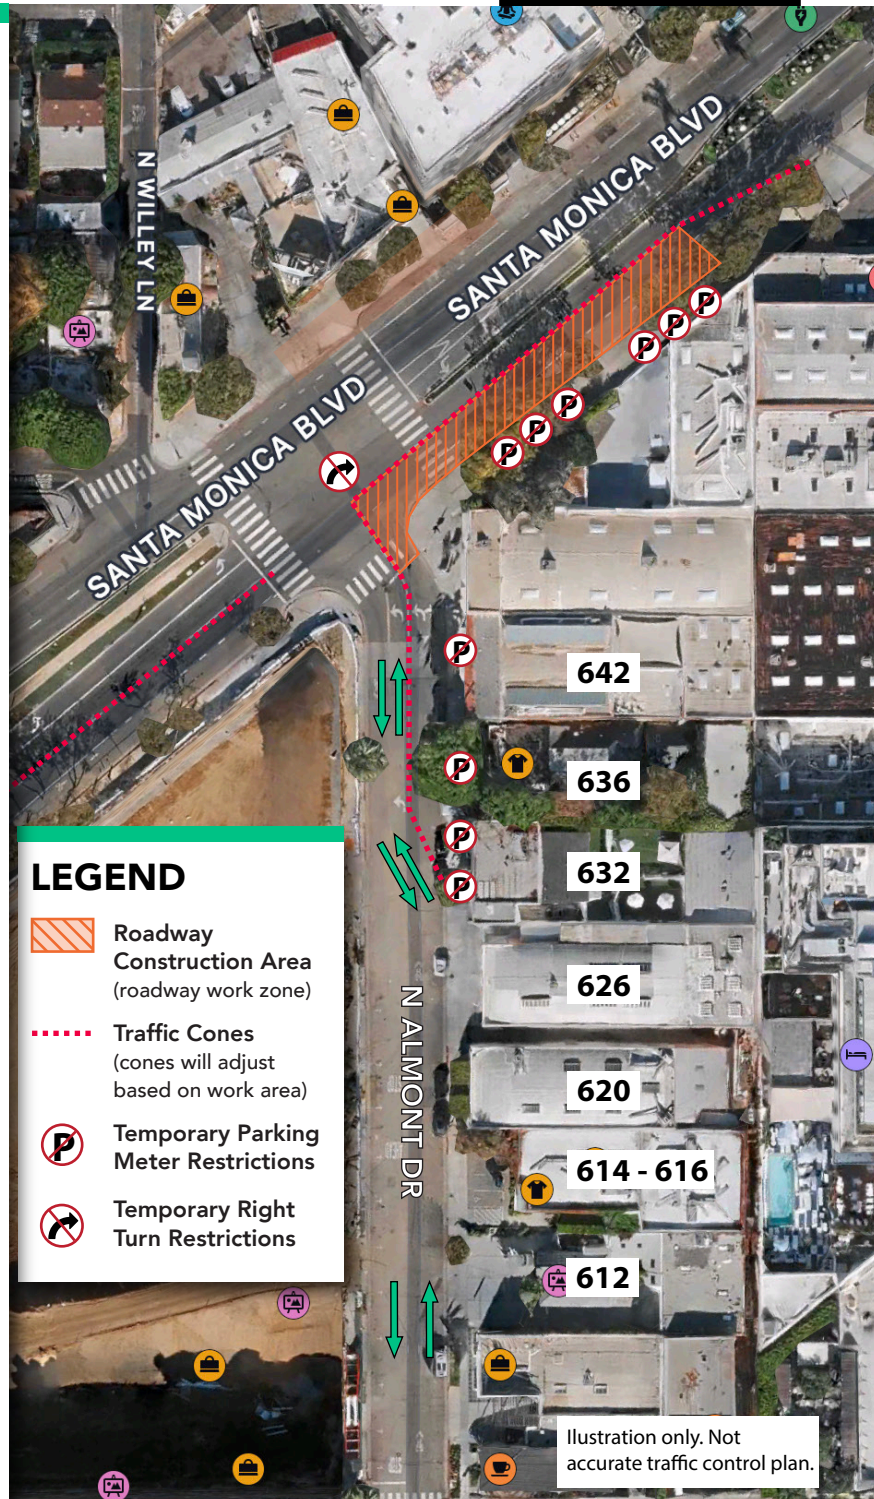 SANTA MONICA BLVD
N WILLEY LN
SANTA MONICA BLVD
P
P
P
P
P
P
P
642
P
636
P
632
P
LEGEND
Roadway
Construction Area
(roadway work zone)
Traffic Cones
(cones will adjust
based on work area)
P
Temporary Parking
Meter Restrictions
Temporary Right
Turn Restrictions
626
N ALMONT DR
620
614 - 616
612
Ilustration only. Not
accurate traffic control plan.